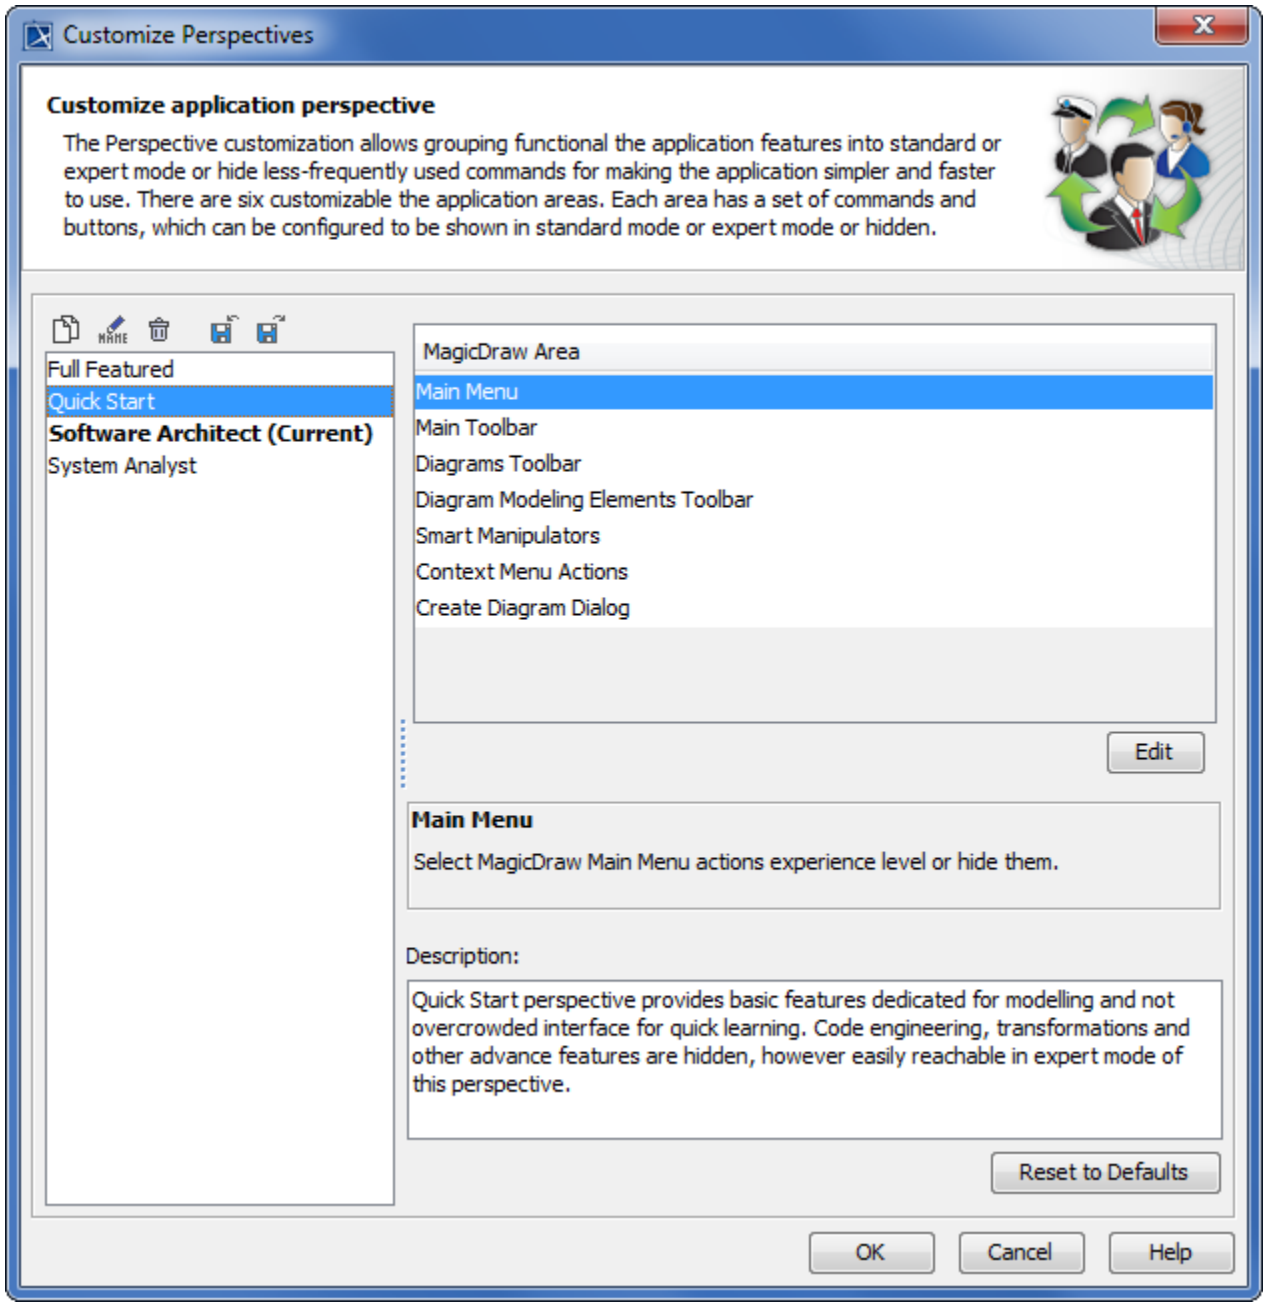 Customize Perspectives
Customize application perspective
The Perspective customization allows grouping functional the application features into standard or
expert mode or hide less-frequently used commands for making the application simpler and faster
to use. There are six customizable the application areas. Each area has a set of commands and
buttons, which can be configured to be shown in standard mode or expert mode or hidden.
NAME
Full Featured
Quick Start
Software Architect (Current)
System Analyst
MagicDraw Area
Main Menu
Main Toolbar
Diagrams Toolbar
Diagram Modeling Elements Toolbar
Smart Manipulators
Context Menu Actions
Create Diagram Dialog
Edit
Main Menu
Select MagicDraw Main Menu actions experience level or hide them.
Description:
Quick Start perspective provides basic features dedicated for modelling and not
overcrowded interface for quick learning. Code engineering, transformations and
other advance features are hidden, however easily reachable in expert mode of
this perspective.
Reset to Defaults
OK
Cancel
Help